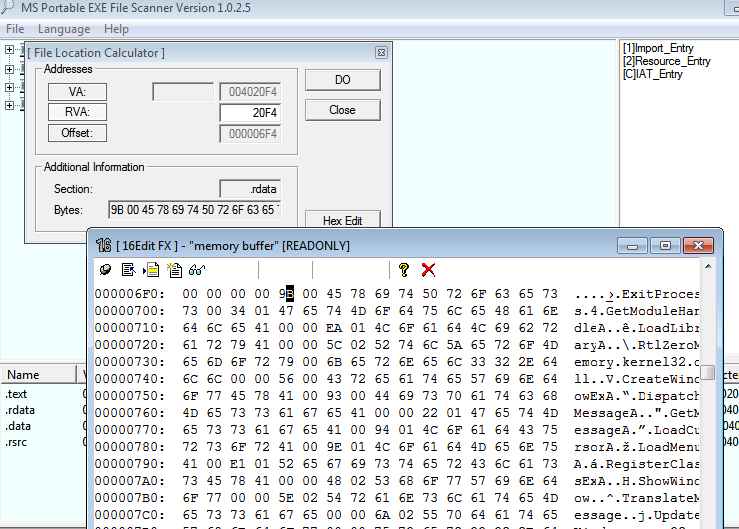 MS Portable EXE File Scanner Version 1.0.2.5
File Language Help
[ File Location Calculator ]
Addresses
VA: 004020F4
RVA: 20F4
Offset: 000006F4
DO
Close
Additional Information
Section: .rdata
Bytes: 9B 00 45 78 69 74 50 72 6F 63 65
Hex Edit
[1]Import_Entry
[2]Resource_Entry
[C]IAT_Entry
16 [ 16Edit FX ] - "memory buffer" [READONLY]
000006F0: 00 00 00 00 9B 00 45 78 69 74 50 72 6F 63 65 73 ....›.ExitProces
00000700: 73 00 34 01 47 65 74 4D 6F 64 75 6C 65 48 61 6E s.4.GetModuleHan
00000710: 64 6C 65 41 00 00 EA 01 4C 6F 61 64 4C 69 62 72 dleA..ê.LoadLibr
00000720: 61 72 79 41 00 00 5C 02 52 74 6C 5A 65 72 6F 4D aryA..\.RtlZeroM
00000730: 65 6D 6F 72 79 00 6B 65 72 6E 65 6C 33 32 2E 64 emory.kernel32.d
00000740: 6C 6C 00 00 56 00 43 72 65 61 74 65 57 69 6E 64 ll..V.CreateWind
00000750: 6F 77 45 78 41 00 93 00 44 69 73 70 61 74 63 68 owExA.“.Dispatch
00000760: 4D 65 73 73 61 67 65 41 00 00 22 01 47 65 74 4D MessageA..".GetM
00000770: 65 73 73 61 67 65 41 00 94 01 4C 6F 61 64 43 75 essageA.”.LoadCu
00000780: 72 73 6F 72 41 00 9E 01 4C 6F 61 64 4D 65 6E 75 rsorA.ž.LoadMenu
00000790: 41 00 E1 01 52 65 67 69 73 74 65 72 43 6C 61 73 A.á.RegisterClas
000007A0: 73 45 78 41 00 00 48 02 53 68 6F 77 57 69 6E 64 sExA..H.ShowWind
000007B0: 6F 77 00 00 5E 02 54 72 61 6E 73 6C 61 74 65 4D ow..^.TranslateM
000007C0: 65 73 73 61 67 65 00 00 6A 02 55 70 64 61 74 65 essage..j.Update
Name
.text
.rdata
.data
.rsrc